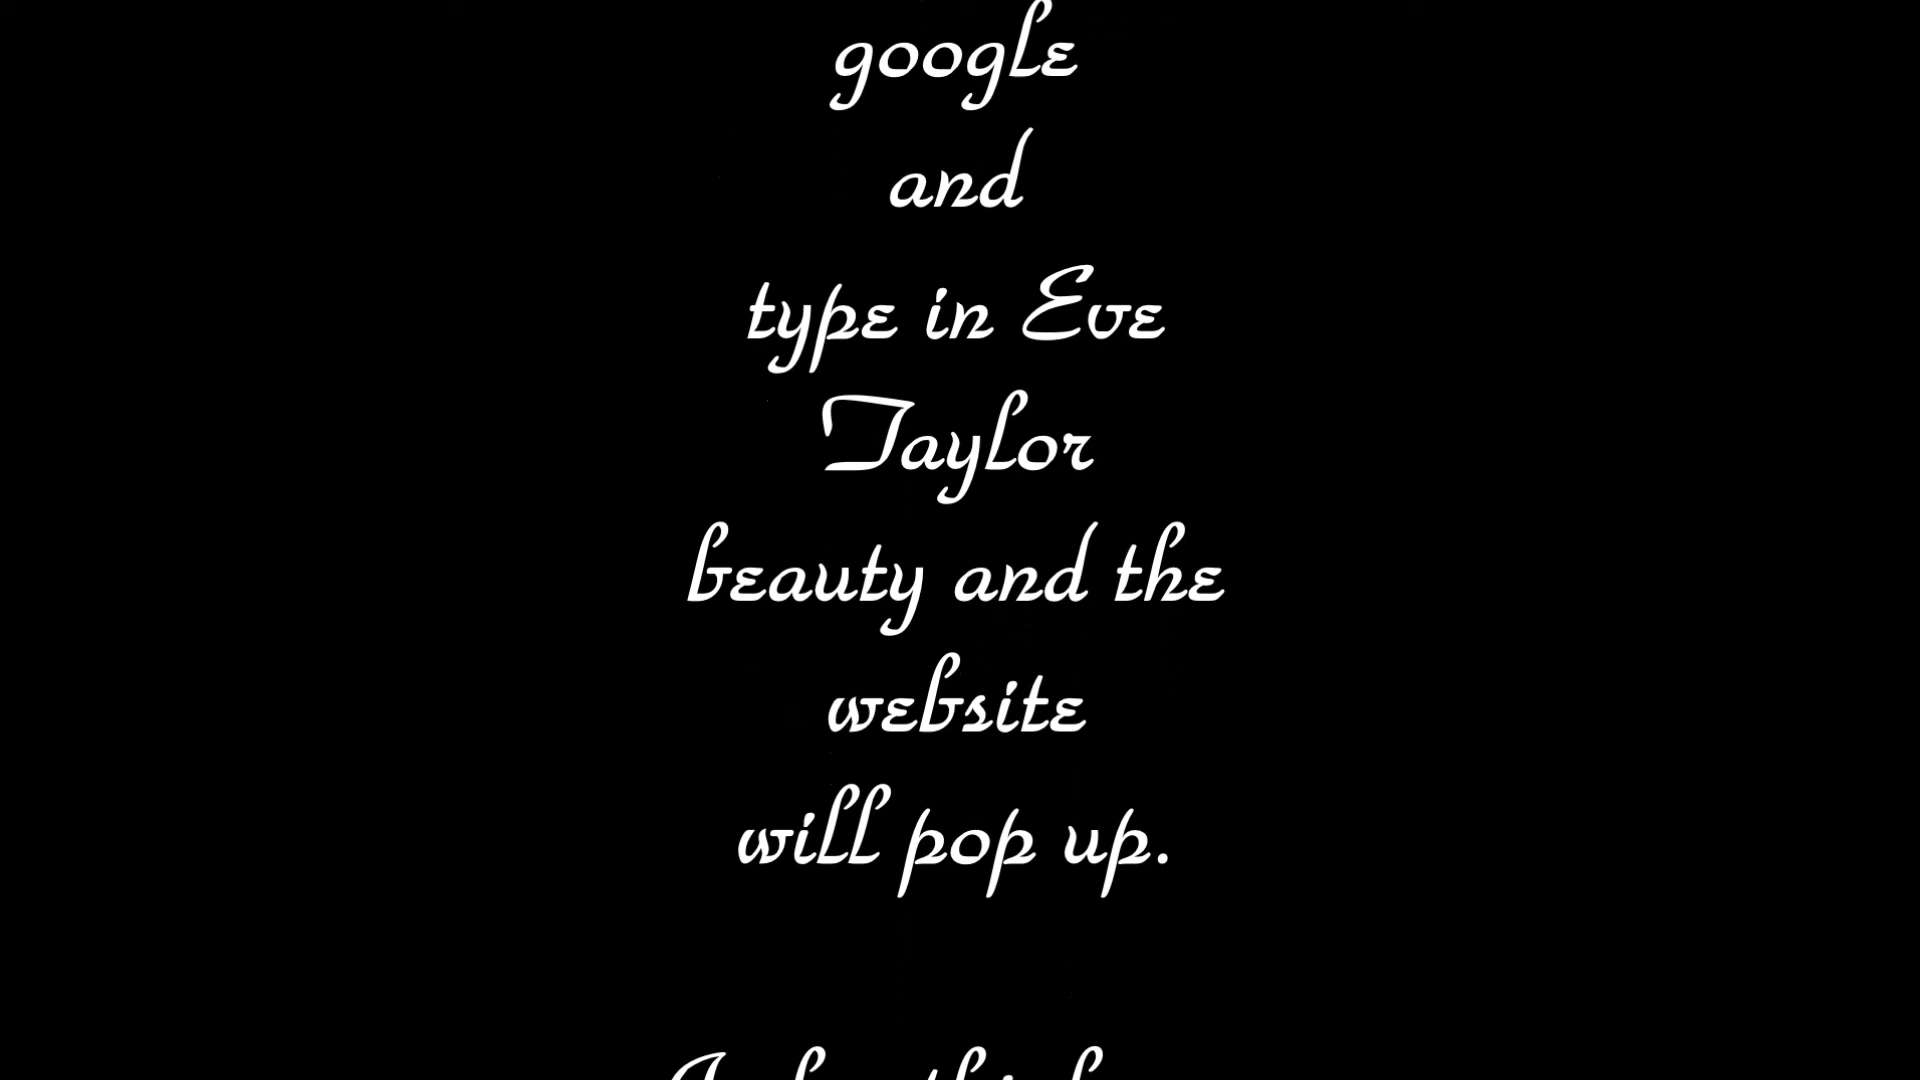 google
and
type in Eve
Taylor
beauty and the
website
will pop up.